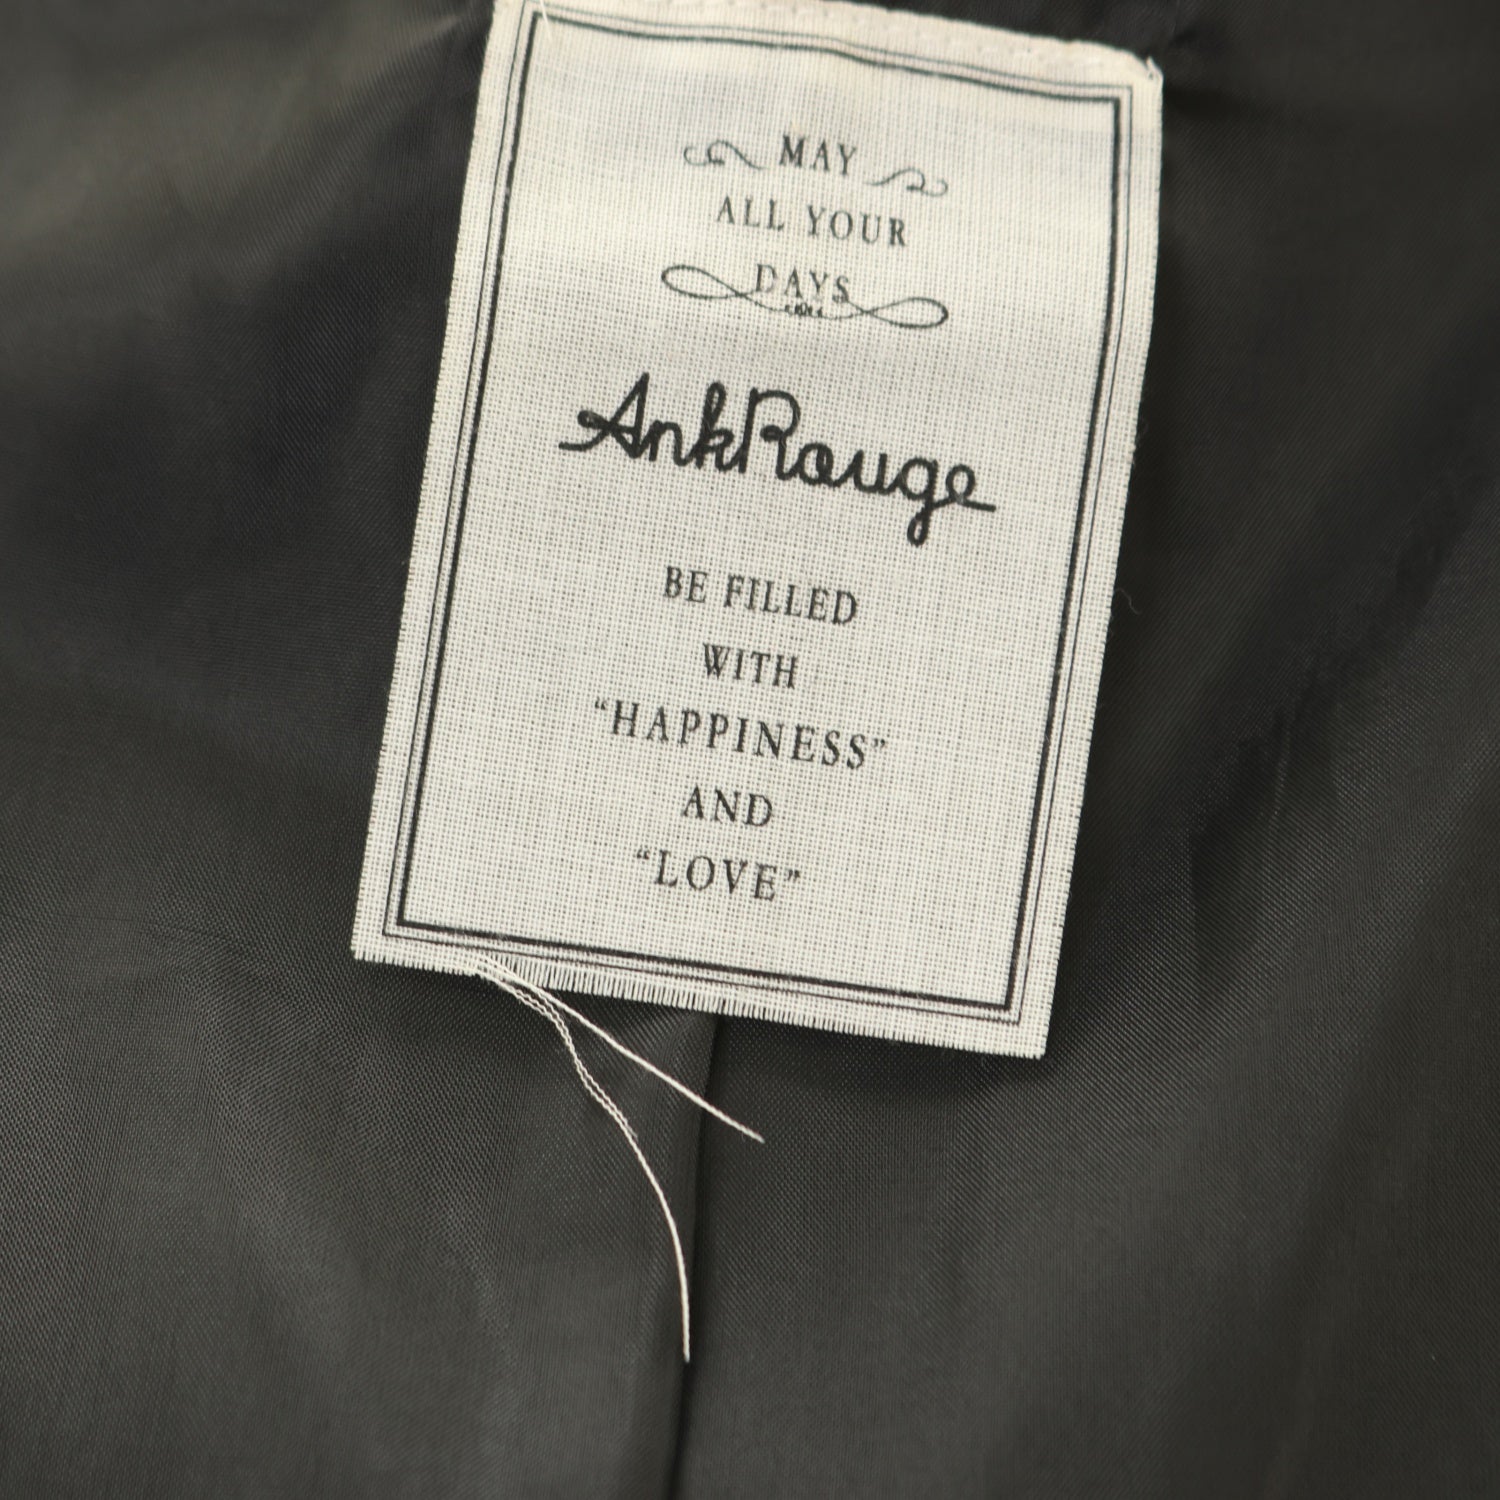 MAY
ALL YOUR
DAYS
AnkRouge
BE FILLED
WITH
“HAPPINESS”
AND
“LOVE”